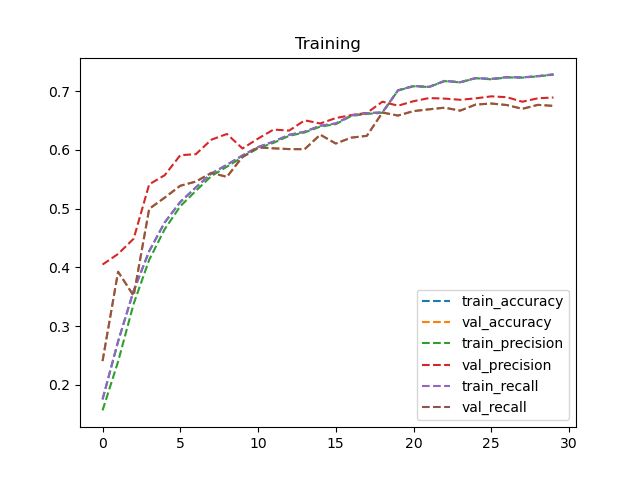 Training
0.7
0.6
0.5
0.4
0.3
0.2
train_accuracy
val_accuracy
train_precision
val_precision
train_recall
val_recall
0 5 10 15 20 25 30